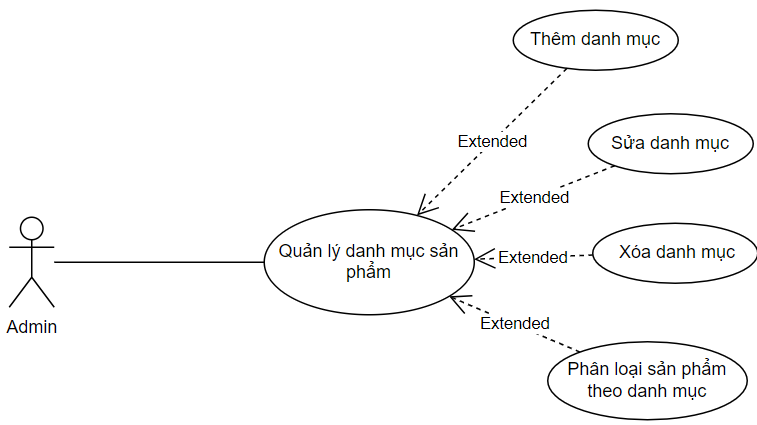 Thêm danh mục
Extended
Sửa danh mục
Extended
Quản lý danh mục sản
phẩm
Extended
Xóa danh mục
Extended
Admin
Phân loại sản phẩm
theo danh mục